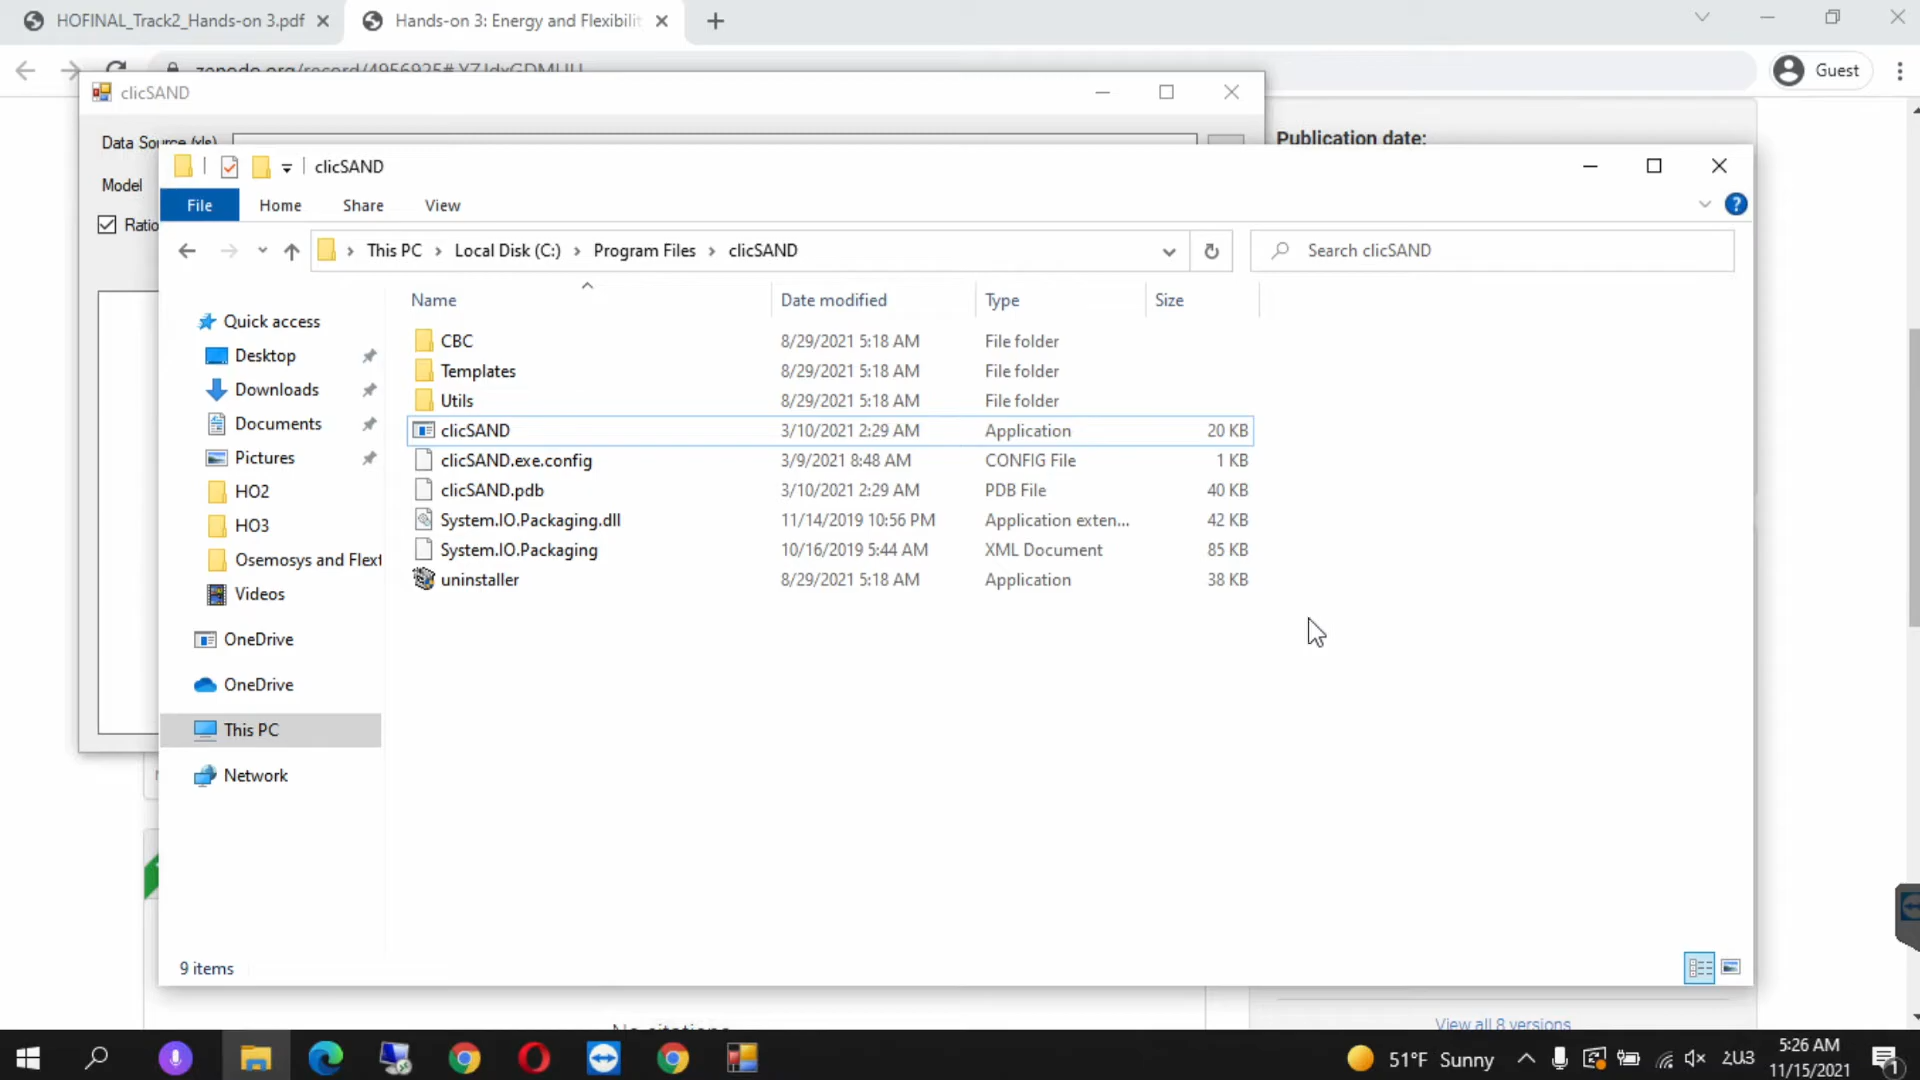 HOFINAL_Track2_Hands-on 3.pdf
Hands-on 3: Energy and Flexibilit
zenodo.org/record/4956925#.YZJdxGDMUU
Guest
clicSAND
Data Source (xls)
Model
Ratio
Publication date:
clicSAND
File Home Share View
This PC Local Disk (C:) Program Files clicSAND
Search clicSAND
Name Date modified Type Size
Quick access
Desktop
Downloads
Documents
Pictures
HO2
HO3
Osemosys and Flext
Videos
OneDrive
OneDrive
This PC
Network
CBC 8/29/2021 5:18 AM File folder
Templates 8/29/2021 5:18 AM File folder
Utils 8/29/2021 5:18 AM File folder
clicSAND 3/10/2021 2:29 AM Application 20 KB
clicSAND.exe.config 3/9/2021 8:48 AM CONFIG File 1 KB
clicSAND.pdb 3/10/2021 2:29 AM PDB File 40 KB
System.IO.Packaging.dll 11/14/2019 10:56 PM Application exten... 42 KB
System.IO.Packaging 10/16/2019 5:44 AM XML Document 85 KB
uninstaller 8/29/2021 5:18 AM Application 38 KB
9 items
No citations
View all 8 versions
51°F Sunny
ՀԱՅ
5:26 AM
11/15/2021
1